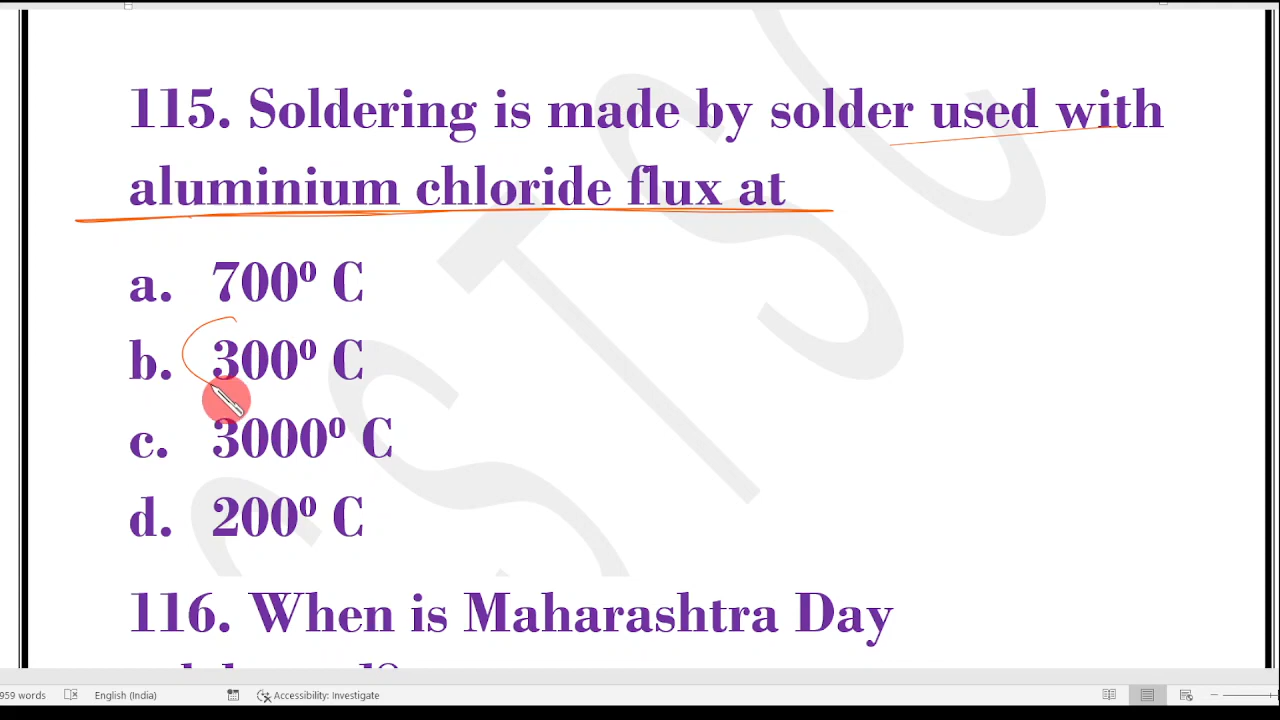 115. Soldering is made by solder used with
aluminium chloride flux at
a. 700⁰ C
b. 300⁰ C
c. 3000⁰ C
d. 200⁰ C
116. When is Maharashtra Day
959 words English (India) Accessibility: Investigate